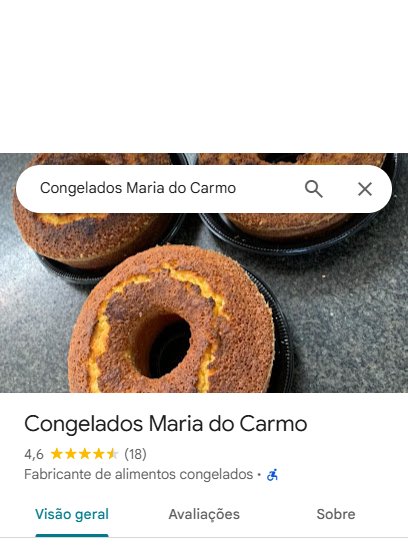 Congelados Maria do Carmo
Congelados Maria do Carmo
4,6 (18)
Fabricante de alimentos congelados ·
Visão geral Avaliações Sobre